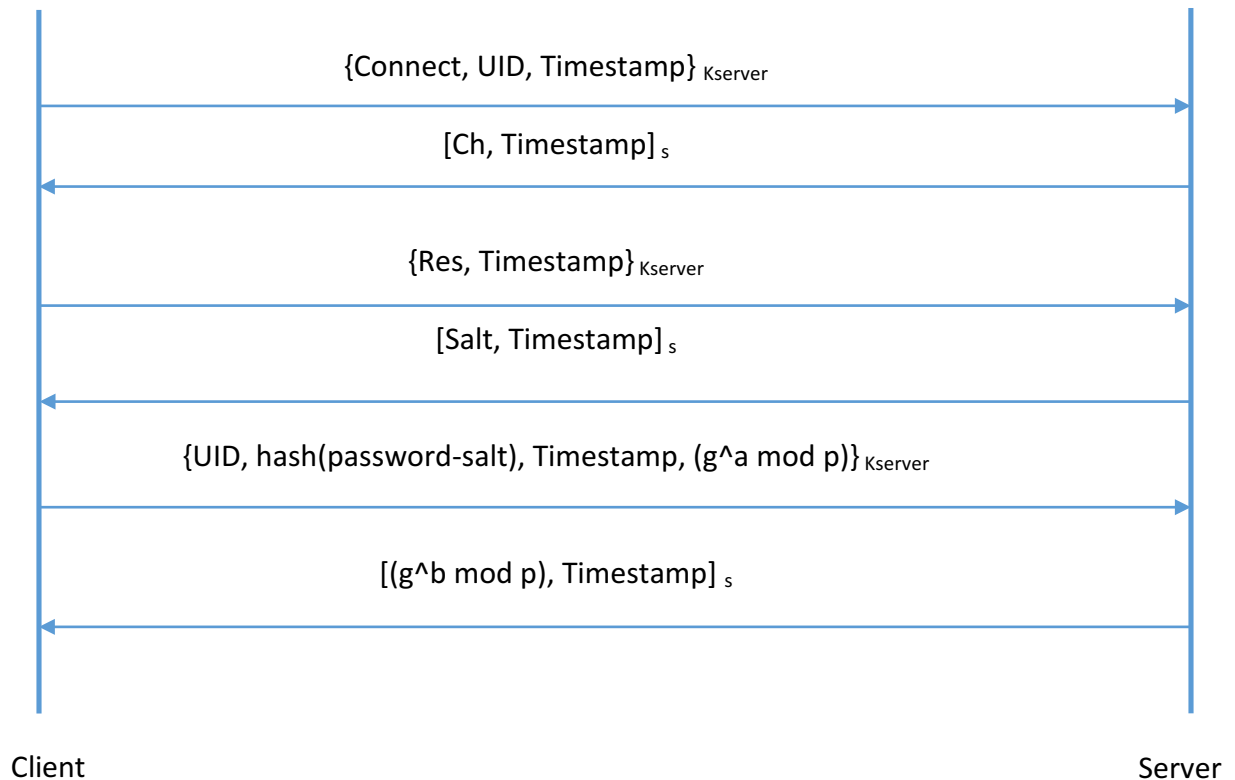 {Connect, UID, Timestamp} Kserver
[Ch, Timestamp] s
{Res, Timestamp} Kserver
[Salt, Timestamp] s
{UID, hash(password-salt), Timestamp, (g^a mod p)} Kserver
[(g^b mod p), Timestamp] s
Client
Server